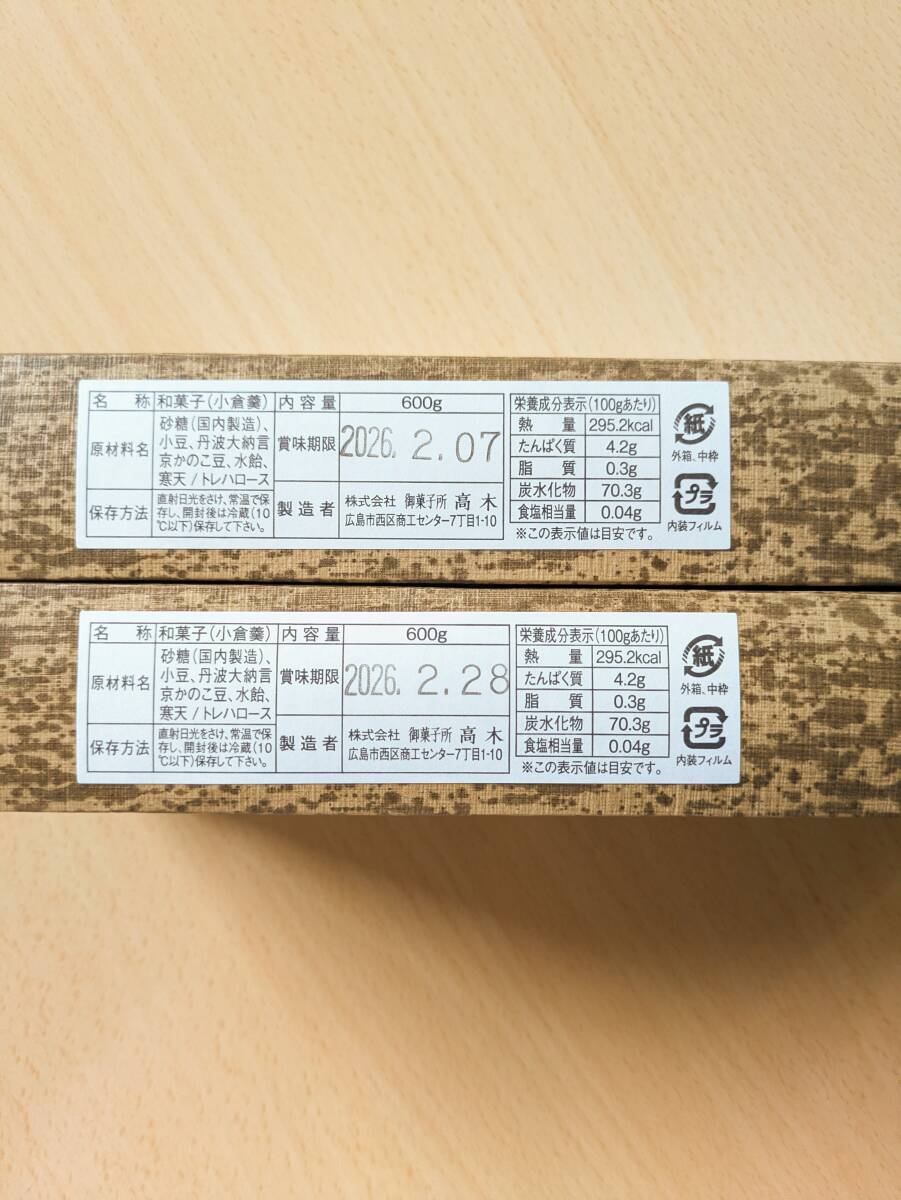 名 称 和菓子(小倉羹) 内容量 600g
原材料名 砂糖(国内製造)、
小豆、丹波大納言
京かのこ豆、水飴、
寒天/トレハロース
賞味期限 2026. 2.07
保存方法 直射日光をさけ、常温で保
存し、開封後は冷蔵(10
℃以下)保存して下さい。
製造者 株式会社 御菓子所 高木
広島市西区商工センター7丁目1-10
栄養成分表示(100gあたり)
熱 量 295.2kcal
たんぱく質 4.2g
脂 質 0.3g
炭水化物 70.3g
食塩相当量 0.04g
※この表示値は目安です。
紙
外箱、中枠
プラ
内装フィルム
名 称 和菓子(小倉羹) 内容量 600g
原材料名 砂糖(国内製造)、
小豆、丹波大納言
京かのこ豆、水飴、
寒天/トレハロース
賞味期限 2026. 2.28
保存方法 直射日光をさけ、常温で保
存し、開封後は冷蔵(10
℃以下)保存して下さい。
製造者 株式会社 御菓子所 高木
広島市西区商工センター7丁目1-10
栄養成分表示(100gあたり)
熱 量 295.2kcal
たんぱく質 4.2g
脂 質 0.3g
炭水化物 70.3g
食塩相当量 0.04g
※この表示値は目安です。
紙
外箱、中枠
プラ
内装フィルム